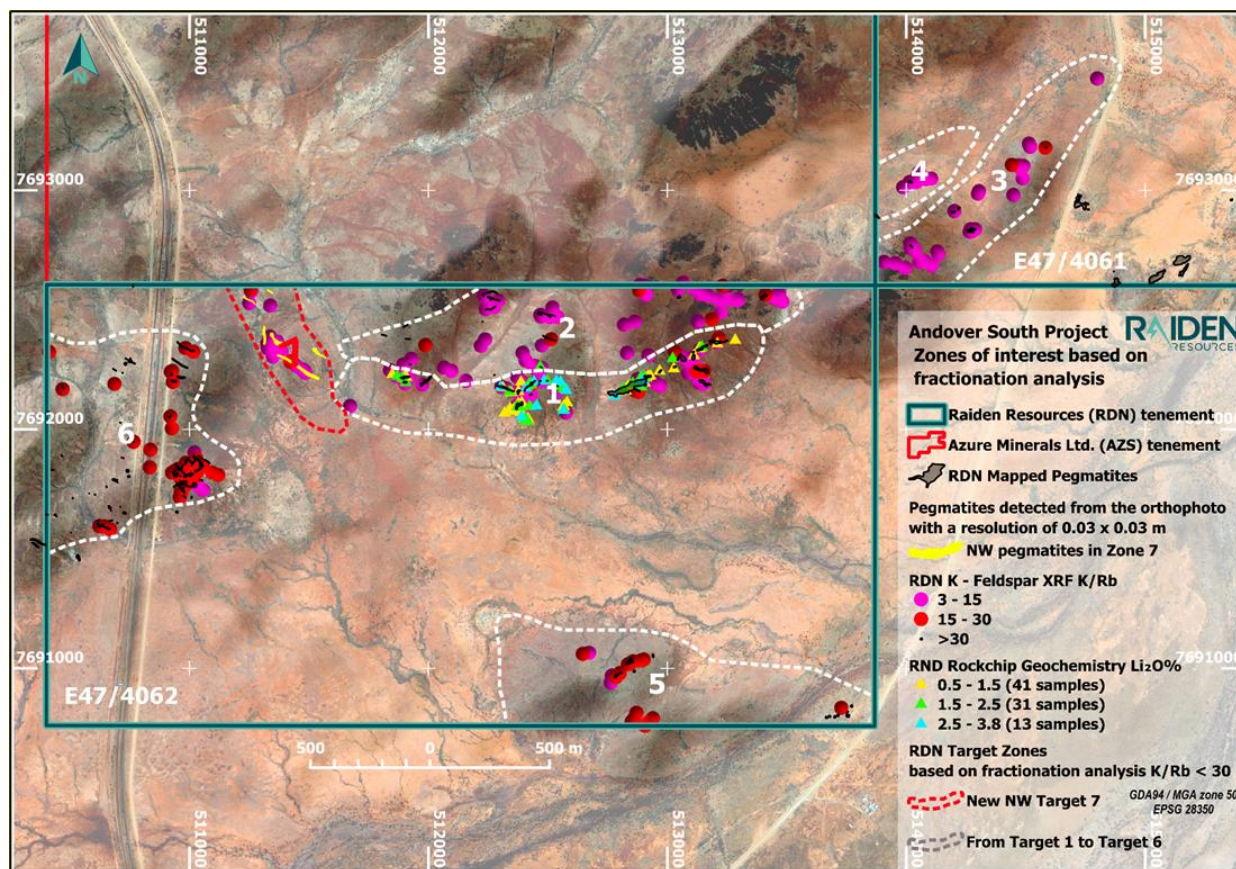 511000
512000
513000
514000
515000
N
7693000
7693000
4
3
E47/4061
2
1
6
7692000
7691000
7691000
5
E47/4062
500 0 500 m
511000
512000
513000
Andover South Project
RAIDEN
RESOURCES
Zones of interest based on
fractionation analysis
Raiden Resources (RDN) tenement
Azure Minerals Ltd. (AZS) tenement
RDN Mapped Pegmatites
Pegmatites detected from the orthophoto
with a resolution of 0.03 x 0.03 m
NW pegmatites in Zone 7
RDN K - Feldspar XRF K/Rb
3 - 15
15 - 30
>30
RND Rockchip Geochemistry Li₂O%
0.5 - 1.5 (41 samples)
1.5 - 2.5 (31 samples)
2.5 - 3.8 (13 samples)
RDN Target Zones
based on fractionation analysis K/Rb < 30
New NW Target 7
GDA94 / MGA zone 50
EPSG 28350
From Target 1 to Target 6